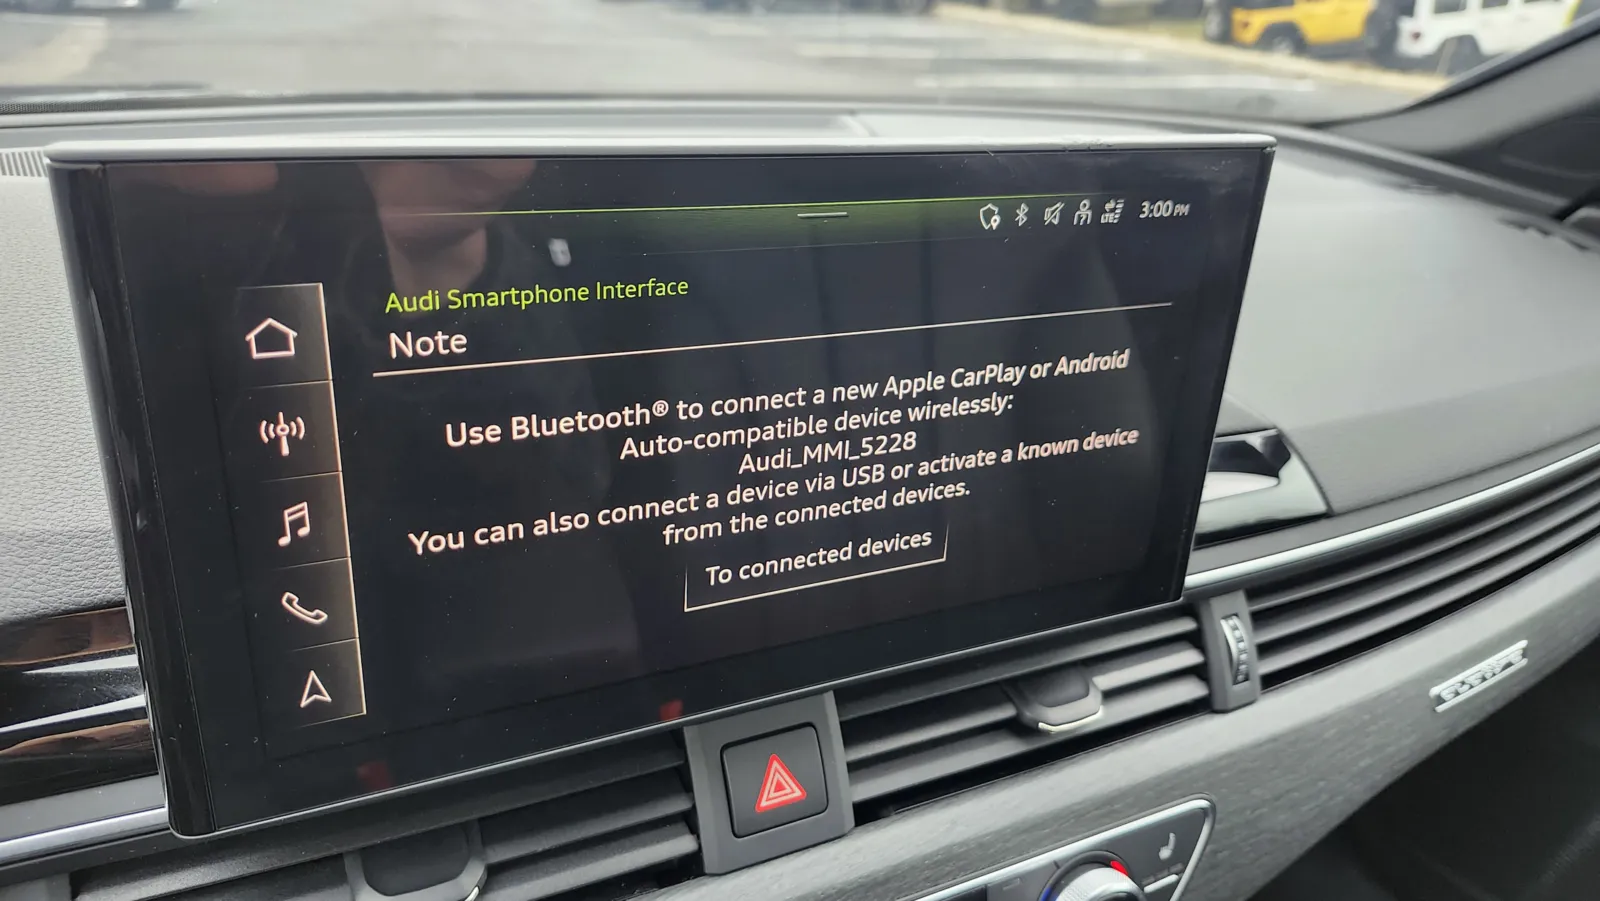 LTE 3:00 PM
Audi Smartphone Interface
Note
Use Bluetooth® to connect a new Apple CarPlay or Android
Auto-compatible device wirelessly:
Audi_MMI_5228
You can also connect a device via USB or activate a known device
from the connected devices.
To connected devices